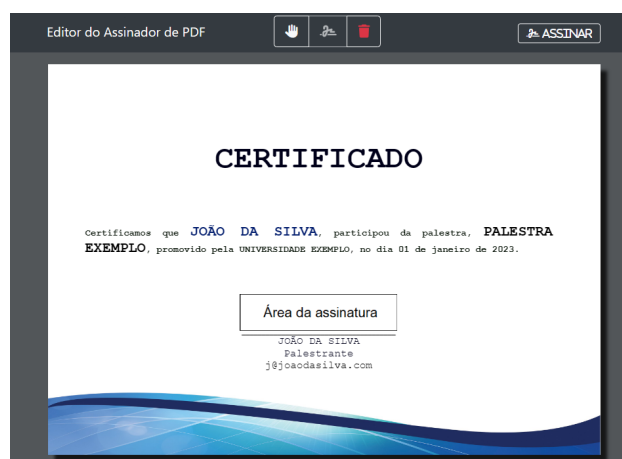 Editor do Assinador de PDF
ASSINAR
CERTIFICADO
Certificamos que JOÃO DA SILVA, participou da palestra, PALESTRA
EXEMPLO, promovido pela UNIVERSIDADE EXEMPLO, no dia 01 de janeiro de 2023.
Área da assinatura
JOÃO DA SILVA
Palestrante
j@joaodasilva.com